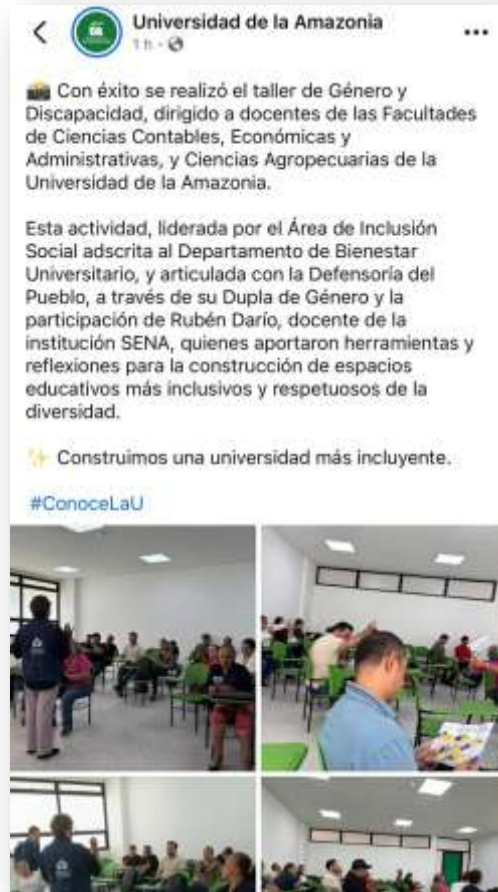 Universidad de la Amazonia
1 h ·
Con éxito se realizó el taller de Género y
Discapacidad, dirigido a docentes de las Facultades
de Ciencias Contables, Económicas y
Administrativas, y Ciencias Agropecuarias de la
Universidad de la Amazonia.
Esta actividad, liderada por el Área de Inclusión
Social adscrita al Departamento de Bienestar
Universitario, y articulada con la Defensoría del
Pueblo, a través de su Dupla de Género y la
participación de Rubén Darío, docente de la
institución SENA, quienes aportaron herramientas y
reflexiones para la construcción de espacios
educativos más inclusivos y respetuosos de la
diversidad.
✨ Construimos una universidad más incluyente.
#ConoceLaU